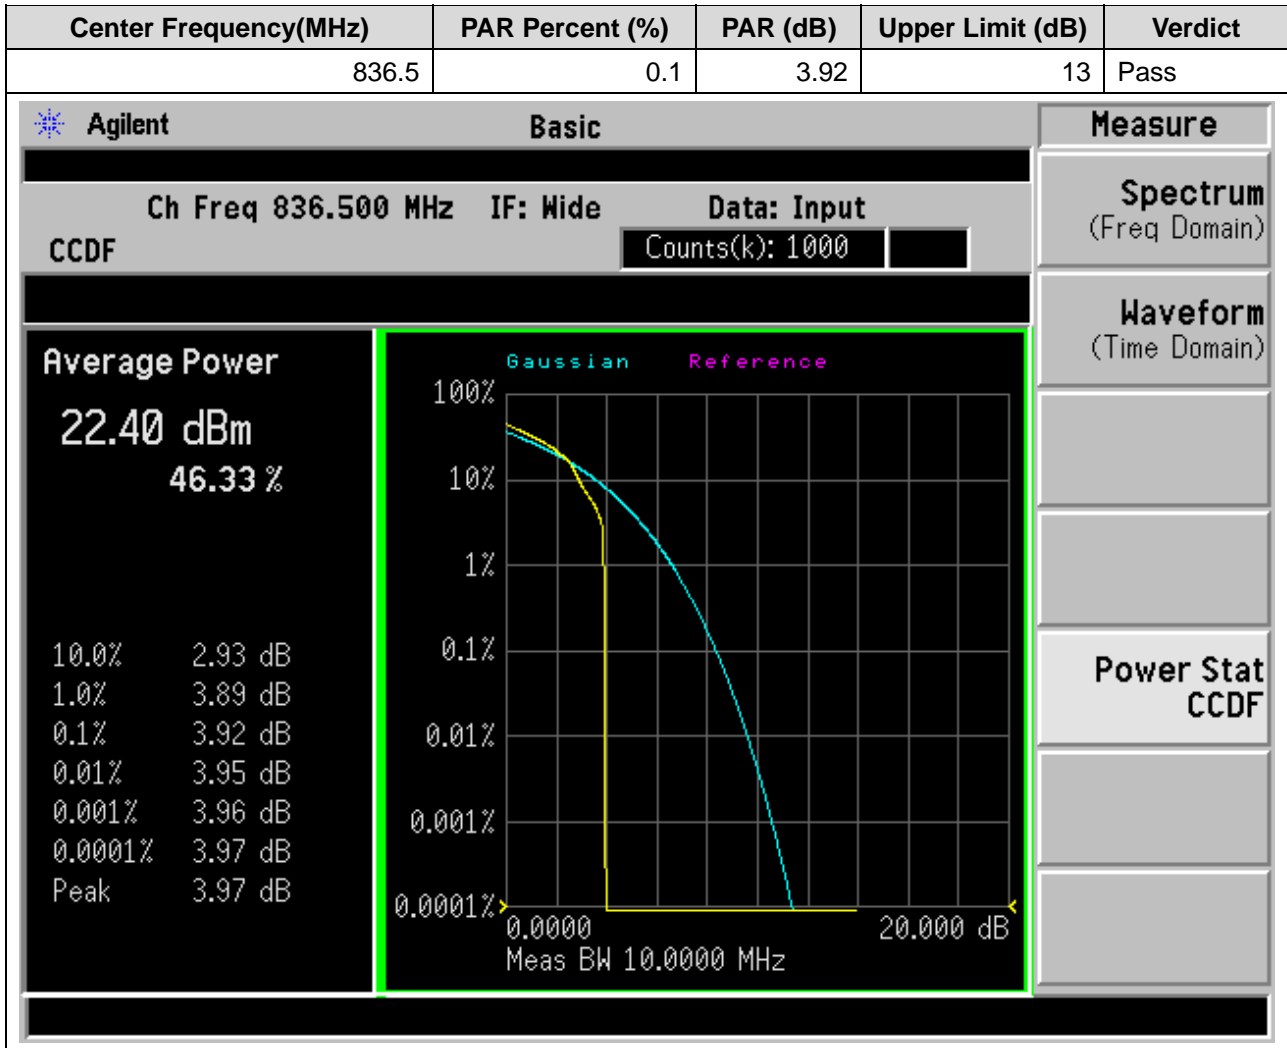 Center Frequency(MHz) PAR Percent (%) PAR (dB) Upper Limit (dB) Verdict
836.5 0.1 3.92 13 Pass
Agilent Basic Measure
Ch Freq 836.500 MHz IF: Wide Data: Input
CCDF Counts(k): 1000
Spectrum
(Freq Domain)
Waveform
(Time Domain)
Power Stat
CCDF
Average Power
22.40 dBm
46.33 %
10.0% 2.93 dB
1.0% 3.89 dB
0.1% 3.92 dB
0.01% 3.95 dB
0.001% 3.96 dB
0.0001% 3.97 dB
Peak 3.97 dB
Gaussian Reference
100%
10%
1%
0.1%
0.01%
0.001%
0.0001%
0.0000 20.000 dB
Meas BW 10.0000 MHz